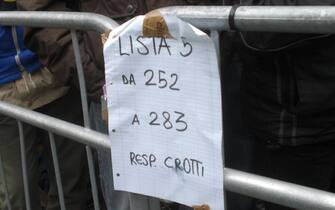 LISTA 5
DA 252
A 283
RESP. CROTTI